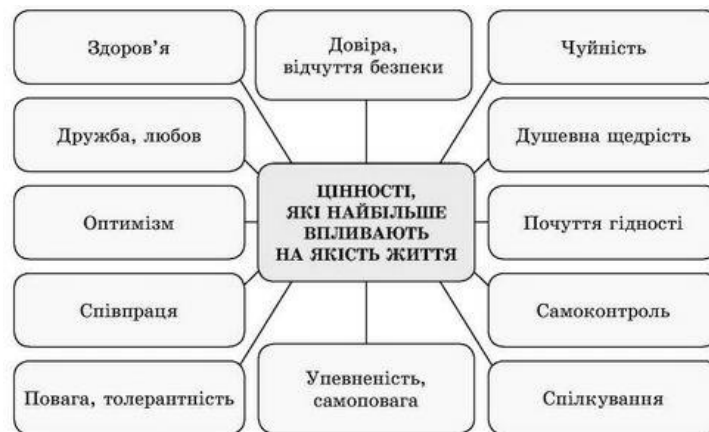 Здоров’я
Довіра,
відчуття безпеки
Чуйність
Дружба, любов
Душевна щедрість
ЦІННОСТІ,
ЯКІ НАЙБІЛЬШЕ
ВПЛИВАЮТЬ
НА ЯКІСТЬ ЖИТТЯ
Оптимізм
Почуття гідності
Співпраця
Самоконтроль
Повага, толерантність
Упевненість,
самоповага
Спілкування